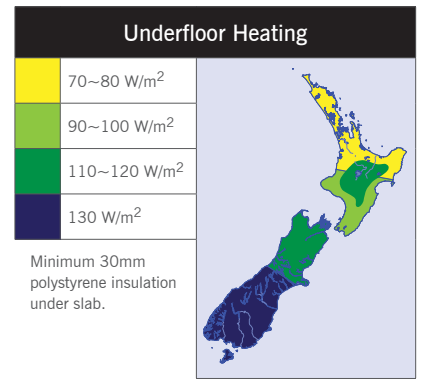 Underfloor Heating
70~80 W/m²
90~100 W/m²
110~120 W/m²
130 W/m²
Minimum 30mm
polystyrene insulation
under slab.